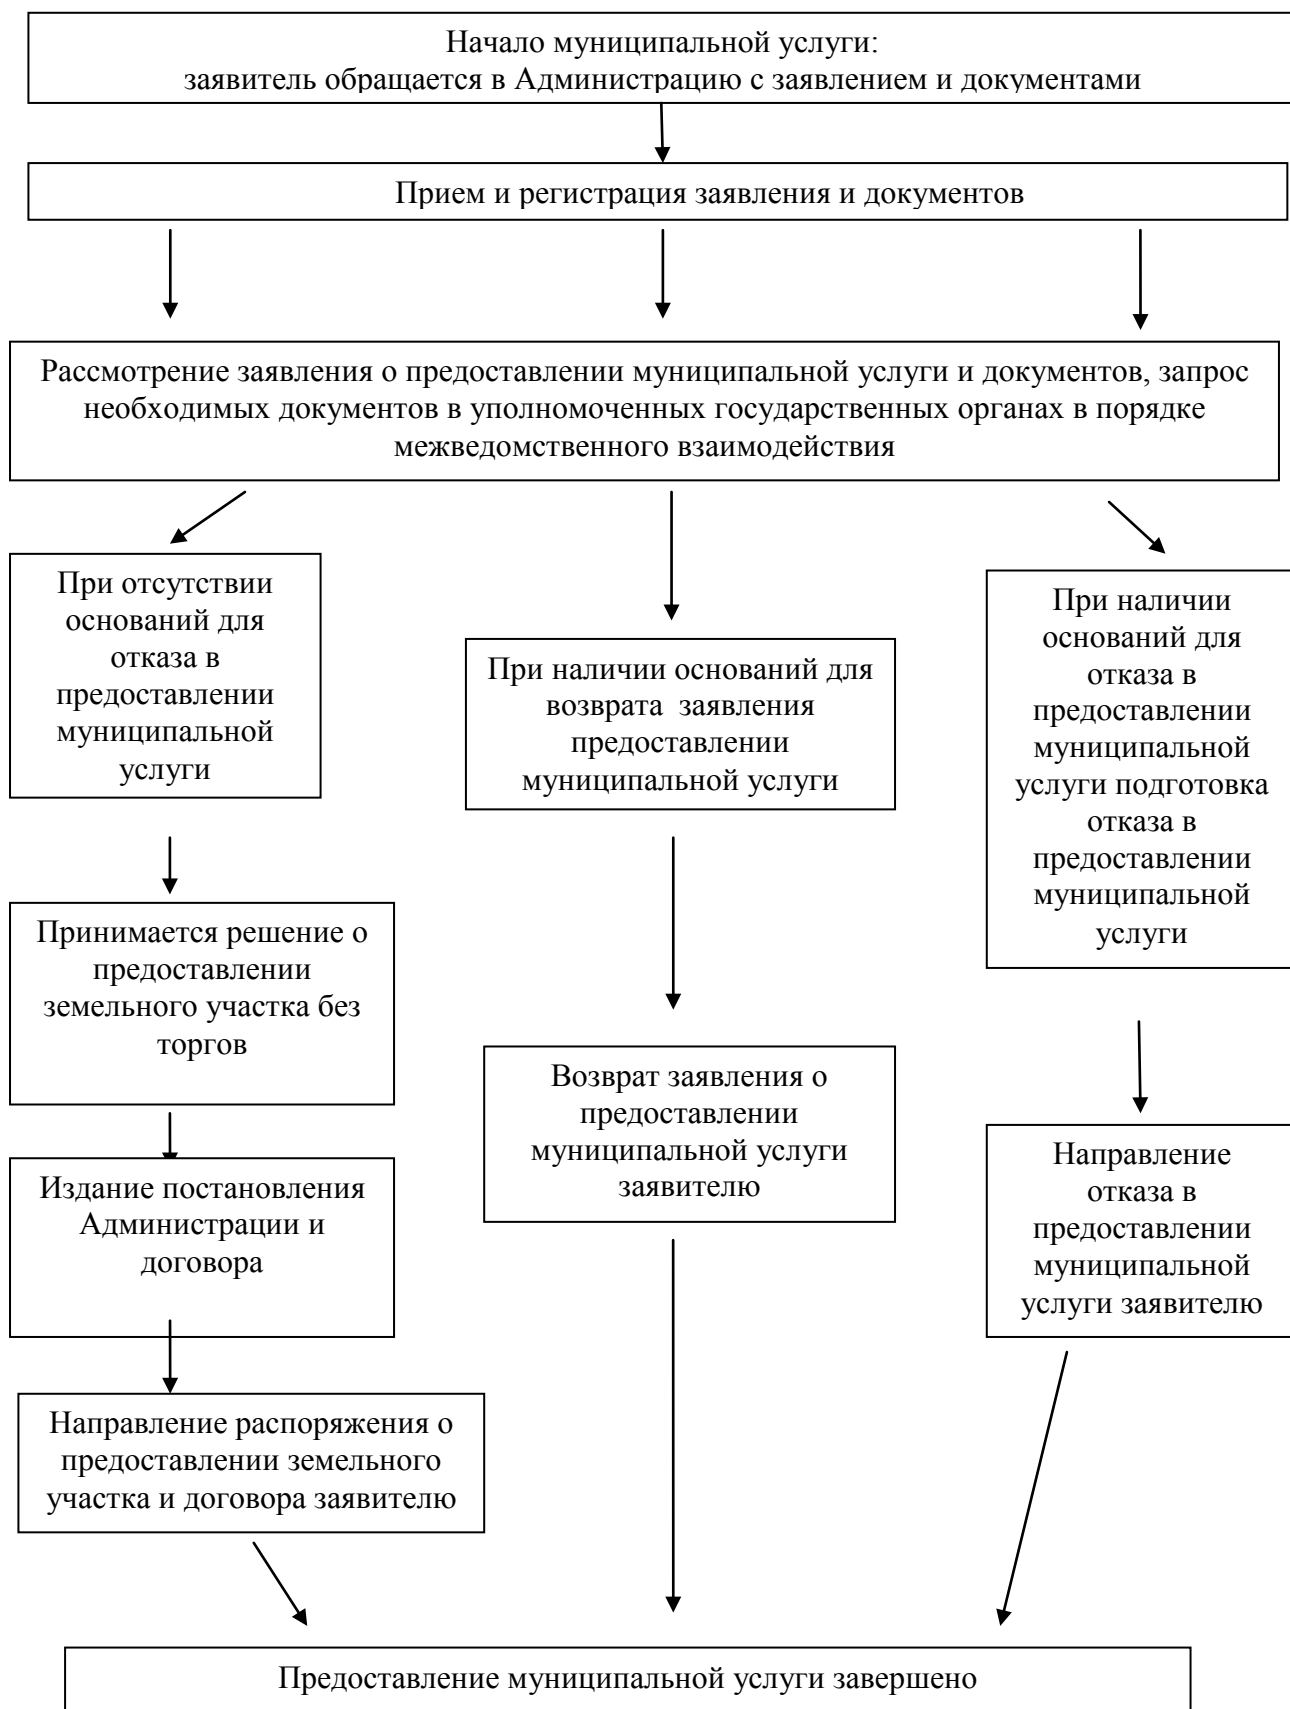 Начало муниципальной услуги:
заявитель обращается в Администрацию с заявлением и документами
Прием и регистрация заявления и документов
Рассмотрение заявления о предоставлении муниципальной услуги и документов, запрос
необходимых документов в уполномоченных государственных органах в порядке
межведомственного взаимодействия
При отсутствии
оснований для
отказа в
предоставлении
муниципальной
услуги
При наличии оснований для
возврата  заявления
предоставлении
муниципальной услуги
При наличии
оснований для
отказа в
предоставлении
муниципальной
услуги подготовка
отказа в
предоставлении
муниципальной
услуги
Принимается решение о
предоставлении
земельного участка без
торгов
Возврат заявления о
предоставлении
муниципальной услуги
заявителю
Направление
отказа в
предоставлении
муниципальной
услуги заявителю
Издание постановления
Администрации и
договора
Направление распоряжения о
предоставлении земельного
участка и договора заявителю
Предоставление муниципальной услуги завершено